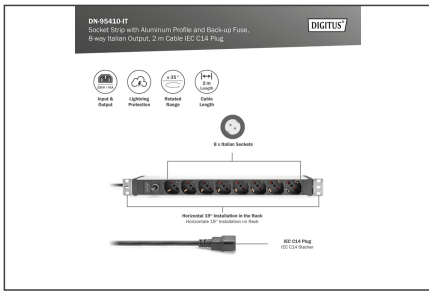 DN-95410-IT
DIGITUS®
Socket Strip with Aluminum Profile and Back-up Fuse,
8-way Italian Output, 2 m Cable IEC C14 Plug
± 35°
2 m
Length
Input &
Output
Lightning
Protection
Rotated
Range
Cable
Length
8 x Italian Sockets
Horizontal 19" Installation in the Rack
Horizontale 19" Installation im Rack
IEC C14 Plug
IEC C14 Stecker